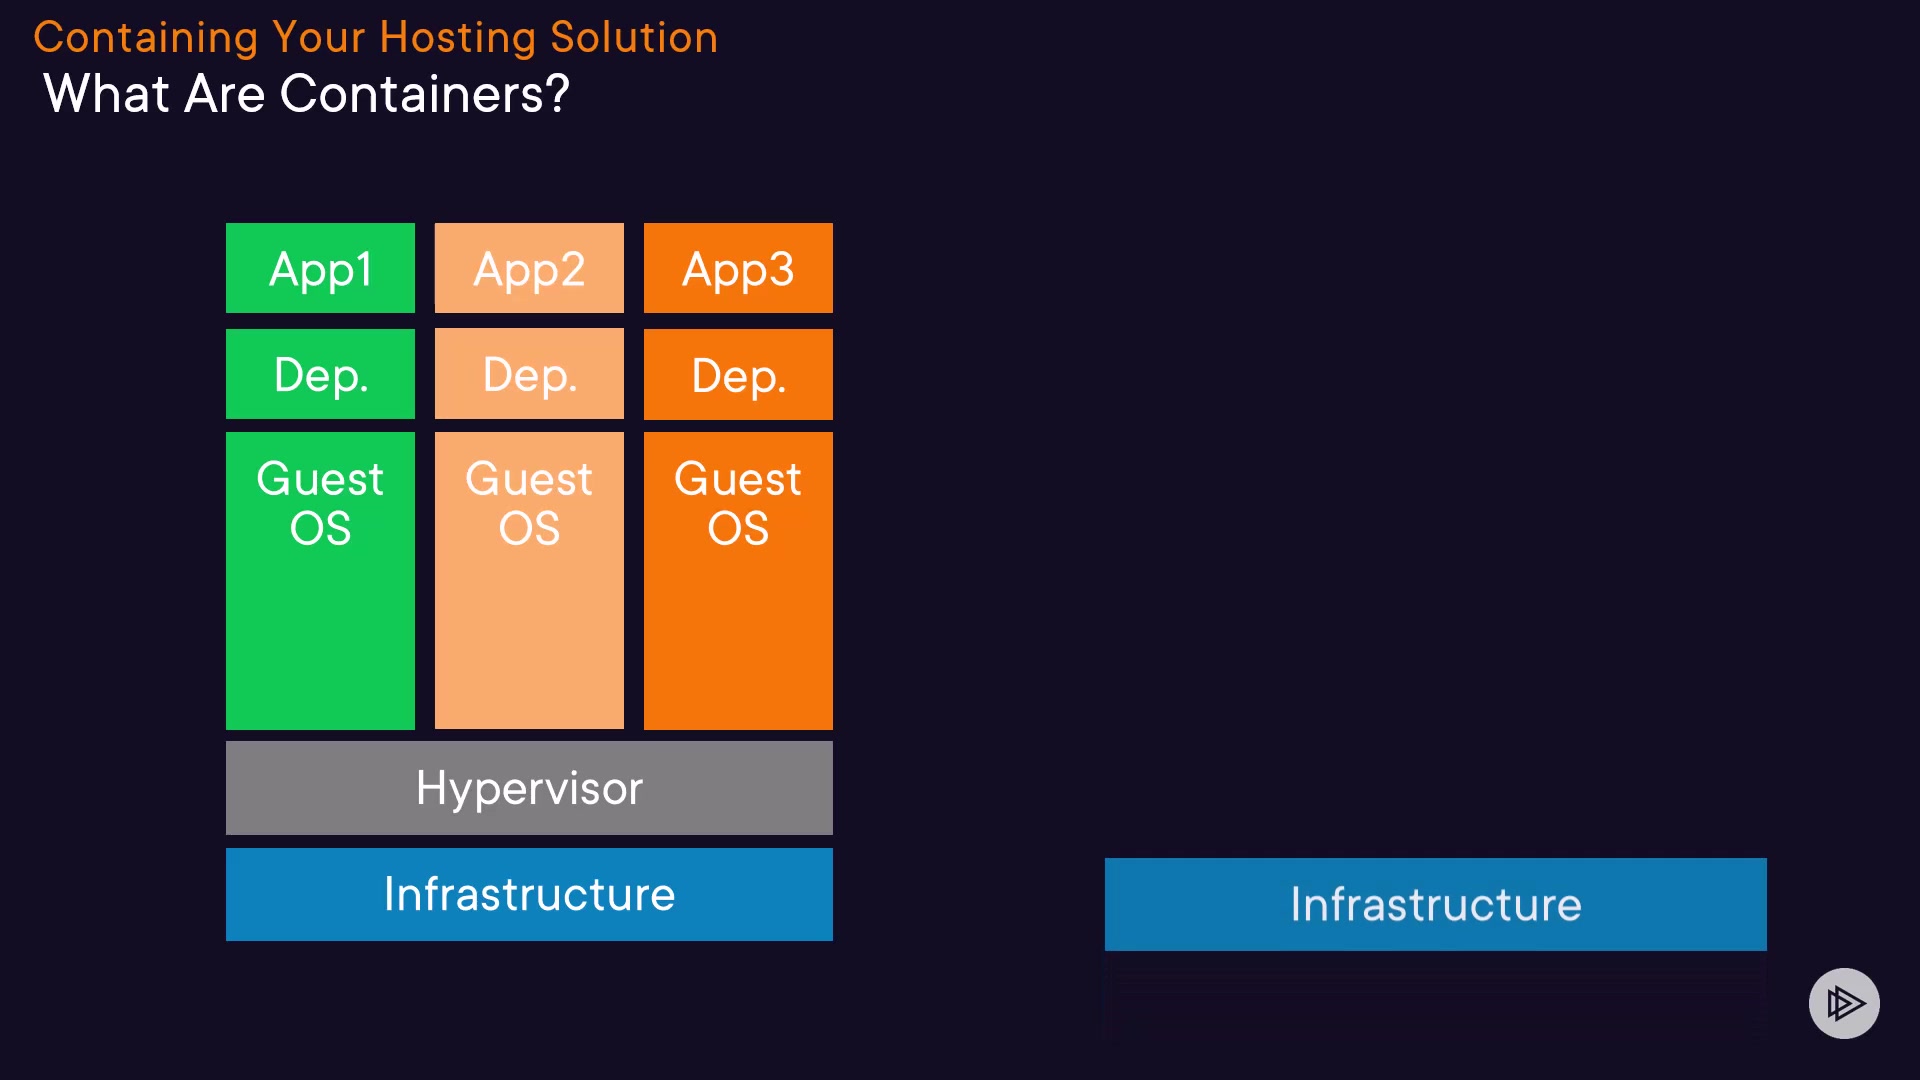 Containing Your Hosting Solution
What Are Containers?
App1
App2
App3
Dep.
Dep.
Dep.
Guest
OS
Guest
OS
Guest
OS
Hypervisor
Infrastructure
Infrastructure